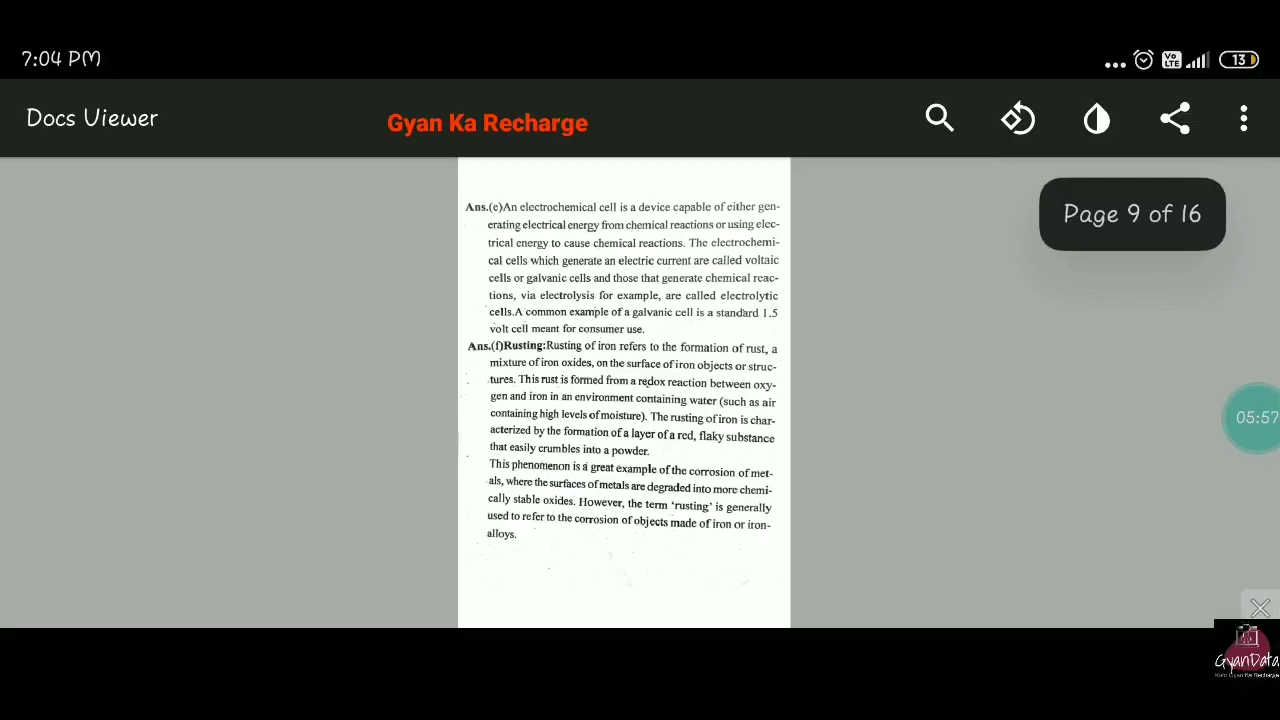 7:04 PM
Vo LTE
13
Docs Viewer
Gyan Ka Recharge
Page 9 of 16
Ans.(e)An electrochemical cell is a device capable of either gen-
erating electrical energy from chemical reactions or using elec-
trical energy to cause chemical reactions. The electrochemi-
cal cells which generate an electric current are called voltaic
cells or galvanic cells and those that generate chemical reac-
tions, via electrolysis for example, are called electrolytic
cells.A common example of a galvanic cell is a standard 1.5
volt cell meant for consumer use.
Ans.(f)Rusting:Rusting of iron refers to the formation of rust, a
mixture of iron oxides, on the surface of iron objects or struc-
tures. This rust is formed from a redox reaction between oxy-
gen and iron in an environment containing water (such as air
containing high levels of moisture). The rusting of iron is char-
acterized by the formation of a layer of a red, flaky substance
that easily crumbles into a powder.
This phenomenon is a great example of the corrosion of met-
als, where the surfaces of metals are degraded into more chemi-
cally stable oxides. However, the term ‘rusting’ is generally
used to refer to the corrosion of objects made of iron or iron-
alloys.
05:57
GyanData
Karo Gyan Ka Recharge